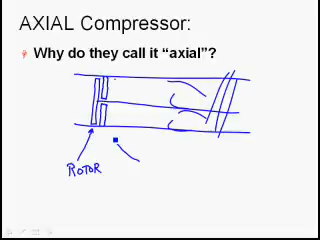 AXIAL Compressor:
Why do they call it “axial”?
ROTOR